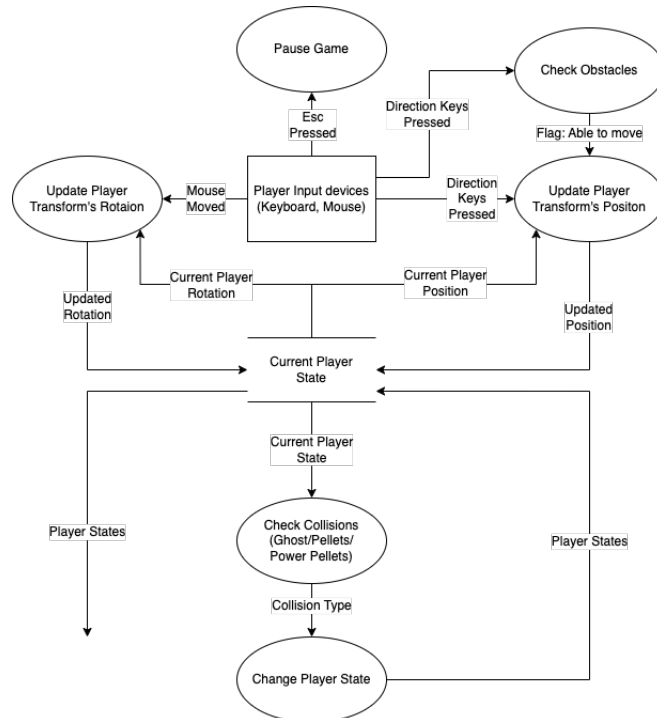 Pause Game
Check Obstacles
Direction Keys
Pressed
Esc
Pressed
Flag: Able to move
Update Player
Transform's Rotaion
Mouse
Moved
Player Input devices
(Keyboard, Mouse)
Direction
Keys
Pressed
Update Player
Transform's Positon
Current Player
Rotation
Current Player
Position
Updated
Rotation
Updated
Position
Current Player
State
Current Player
State
Player States
Check Collisions
(Ghost/Pellets/
Power Pellets)
Player States
Collision Type
Change Player State